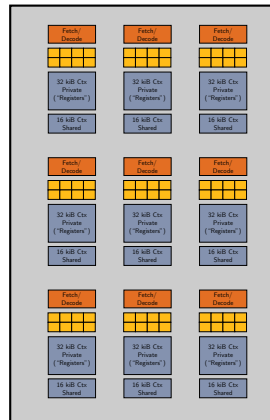 Fetch/
Decode
32 kiB Ctx
Private
("Registers")
16 kiB Ctx
Shared
Fetch/
Decode
32 kiB Ctx
Private
("Registers")
16 kiB Ctx
Shared
Fetch/
Decode
32 kiB Ctx
Private
("Registers")
16 kiB Ctx
Shared
Fetch/
Decode
32 kiB Ctx
Private
("Registers")
16 kiB Ctx
Shared
Fetch/
Decode
32 kiB Ctx
Private
("Registers")
16 kiB Ctx
Shared
Fetch/
Decode
32 kiB Ctx
Private
("Registers")
16 kiB Ctx
Shared
Fetch/
Decode
32 kiB Ctx
Private
("Registers")
16 kiB Ctx
Shared
Fetch/
Decode
32 kiB Ctx
Private
("Registers")
16 kiB Ctx
Shared
Fetch/
Decode
32 kiB Ctx
Private
("Registers")
16 kiB Ctx
Shared